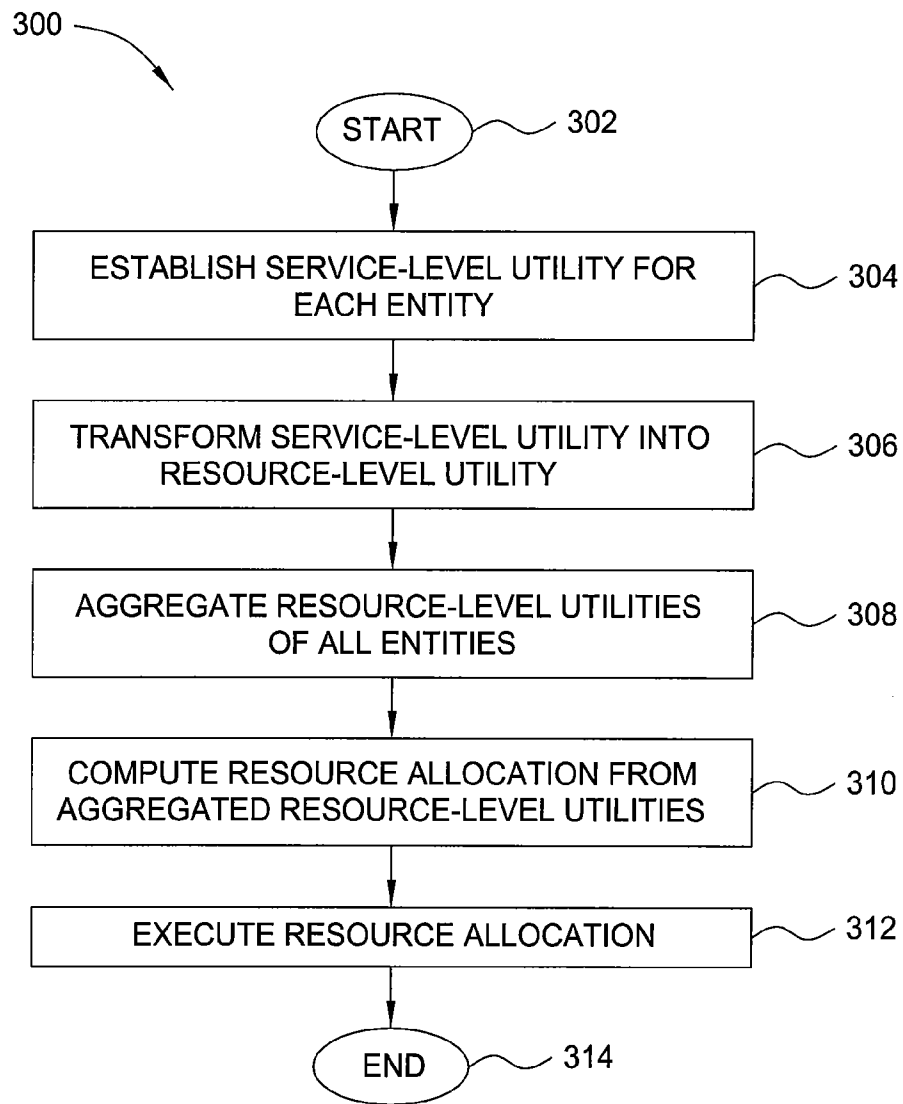 300
START
302
ESTABLISH SERVICE-LEVEL UTILITY FOR
EACH ENTITY
304
TRANSFORM SERVICE-LEVEL UTILITY INTO
RESOURCE-LEVEL UTILITY
306
AGGREGATE RESOURCE-LEVEL UTILITIES
OF ALL ENTITIES
308
COMPUTE RESOURCE ALLOCATION FROM
AGGREGATED RESOURCE-LEVEL UTILITIES
310
EXECUTE RESOURCE ALLOCATION
312
END
314